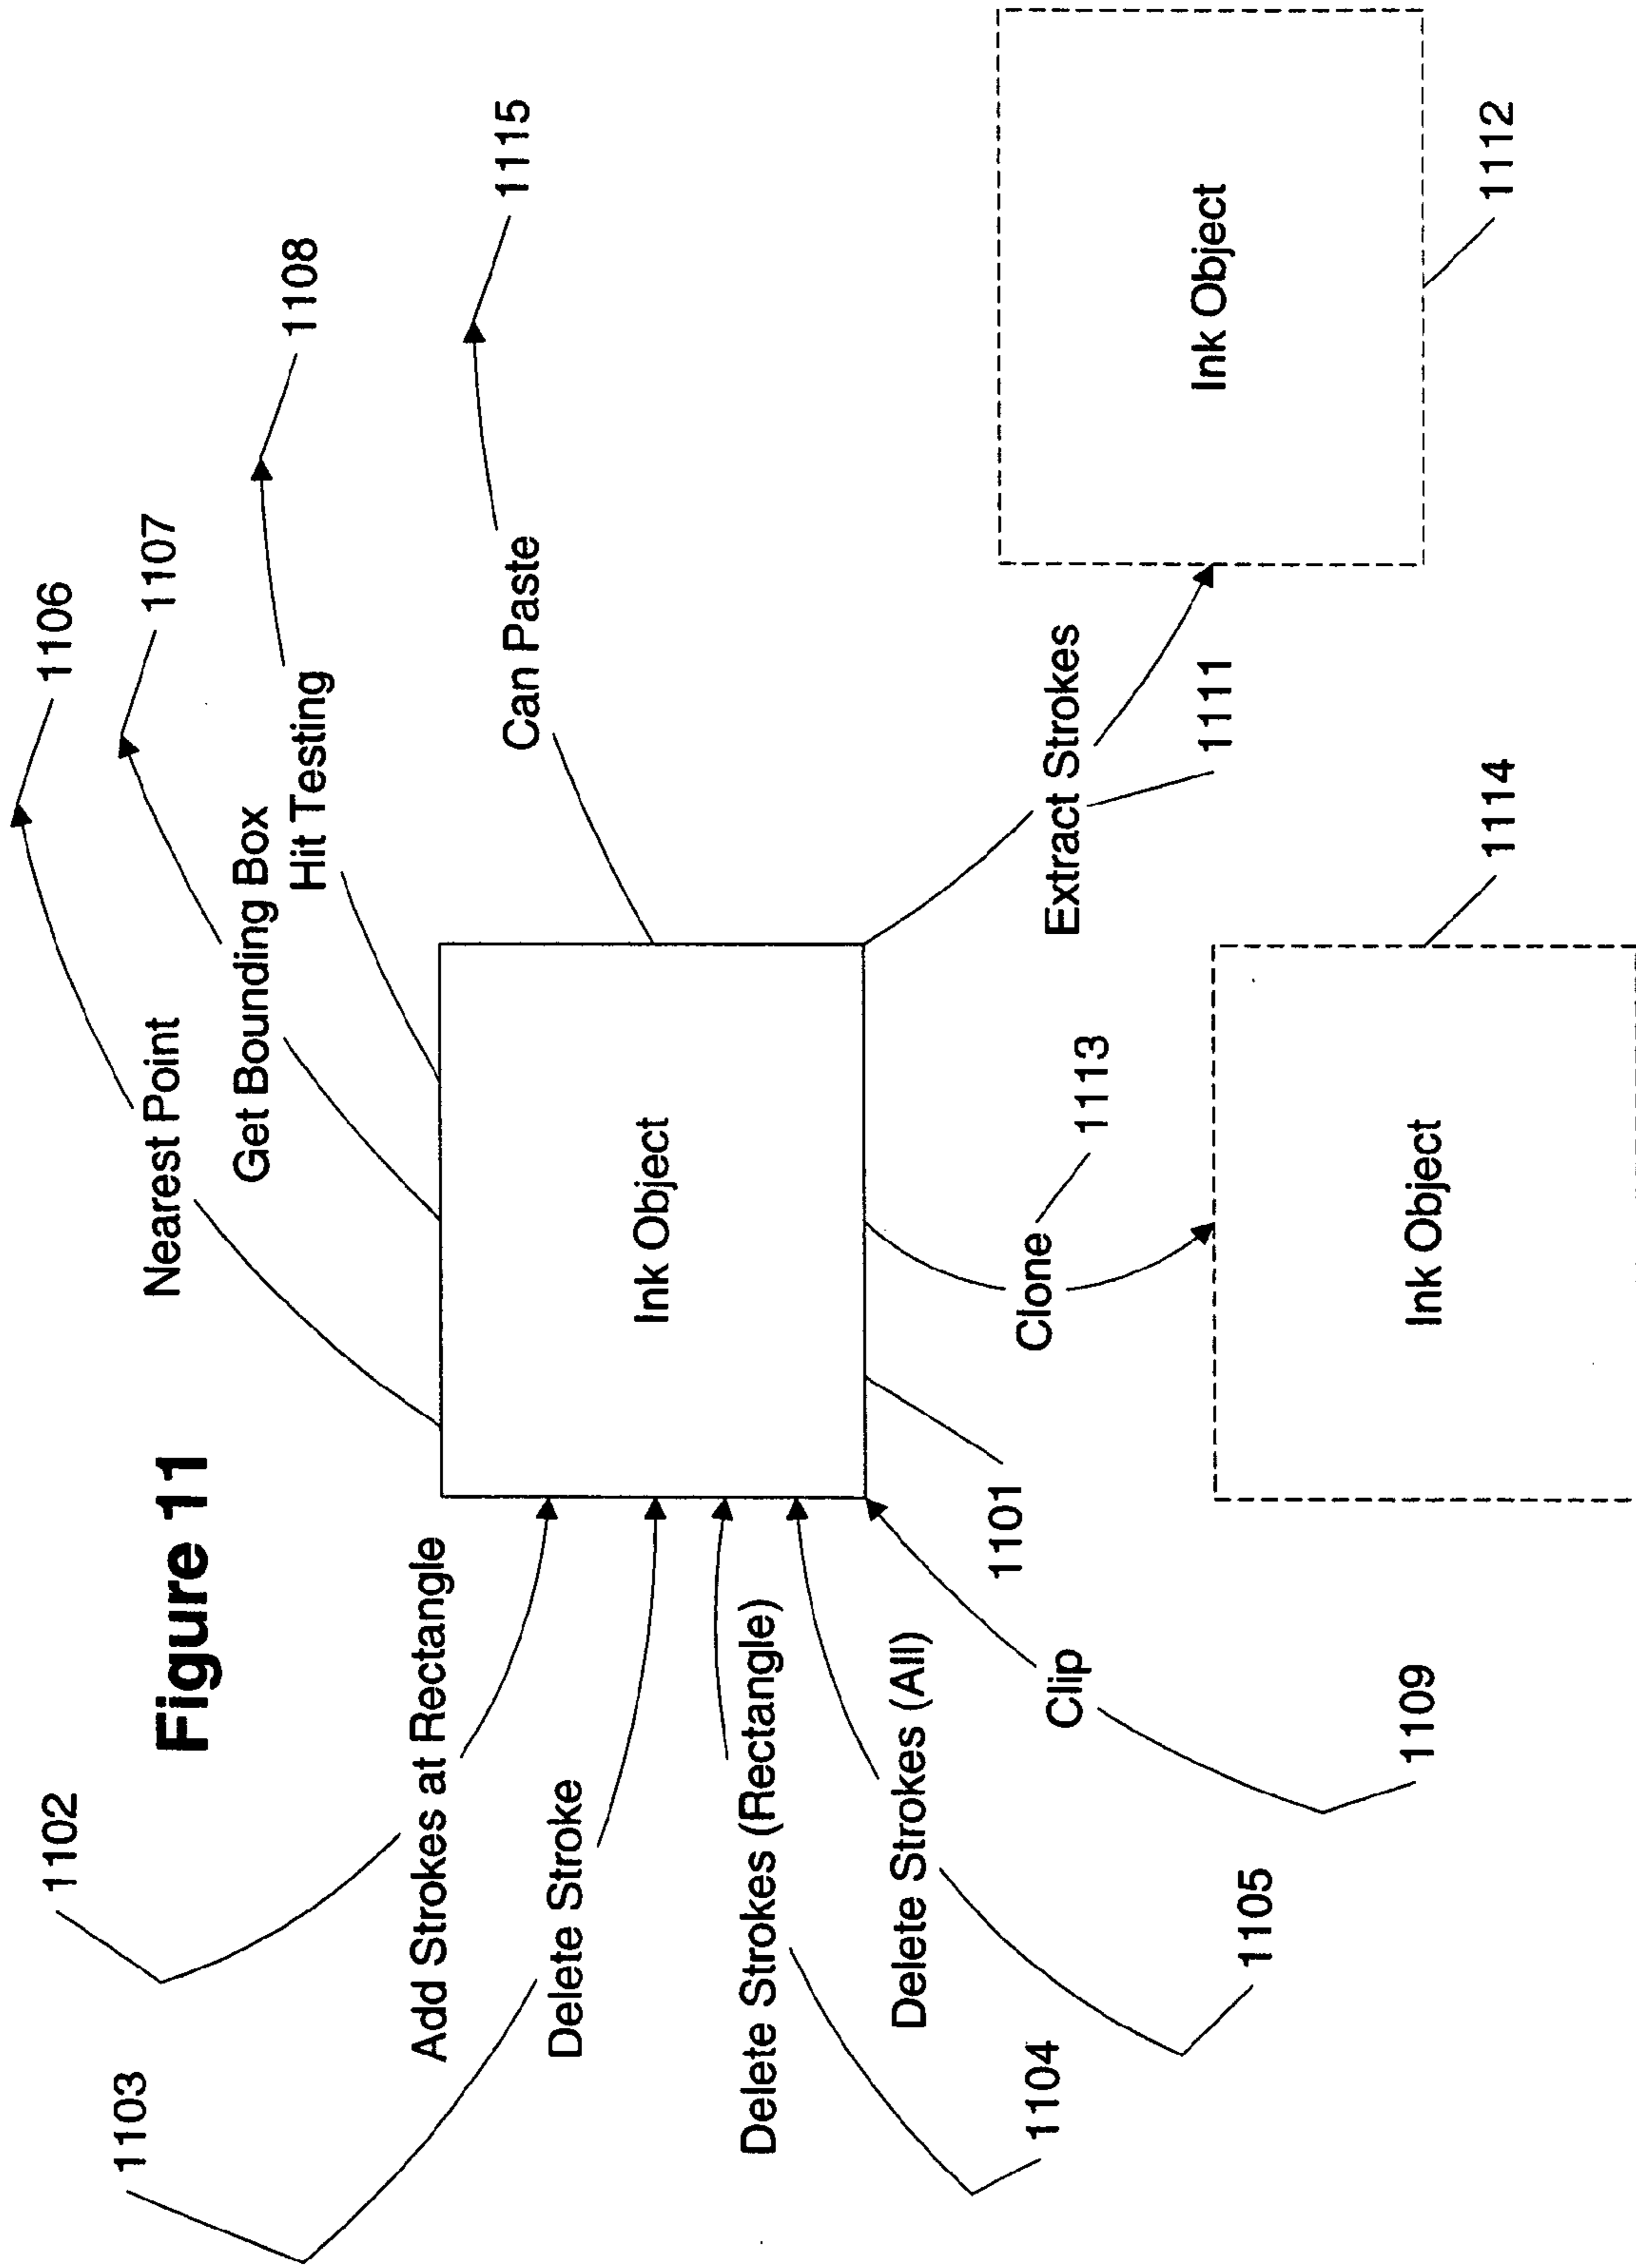 Figure 11
1102
1103
Add Strokes at Rectangle
Delete Stroke
Delete Strokes (Rectangle)
Delete Strokes (All)
Clip
1104
1105
1109
1101
Ink Object
Nearest Point
1106
Get Bounding Box
1107
Hit Testing
1108
Can Paste
1115
Extract Strokes
1111
Ink Object
1112
Clone
1113
Ink Object
1114